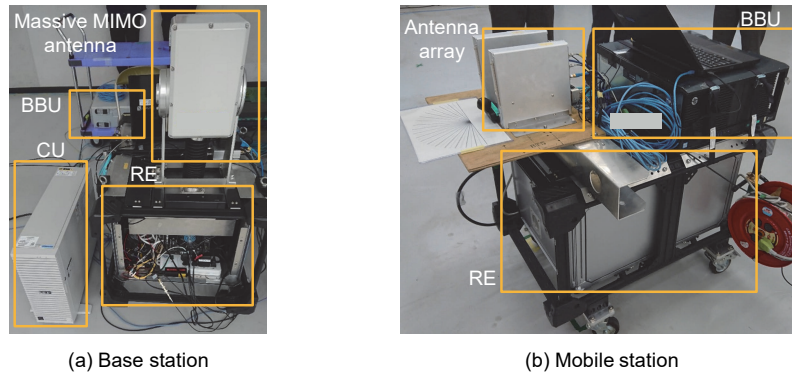 Massive MIMO
antenna
BBU
CU
RE
(a) Base station
Antenna
array
BBU
RE
(b) Mobile station